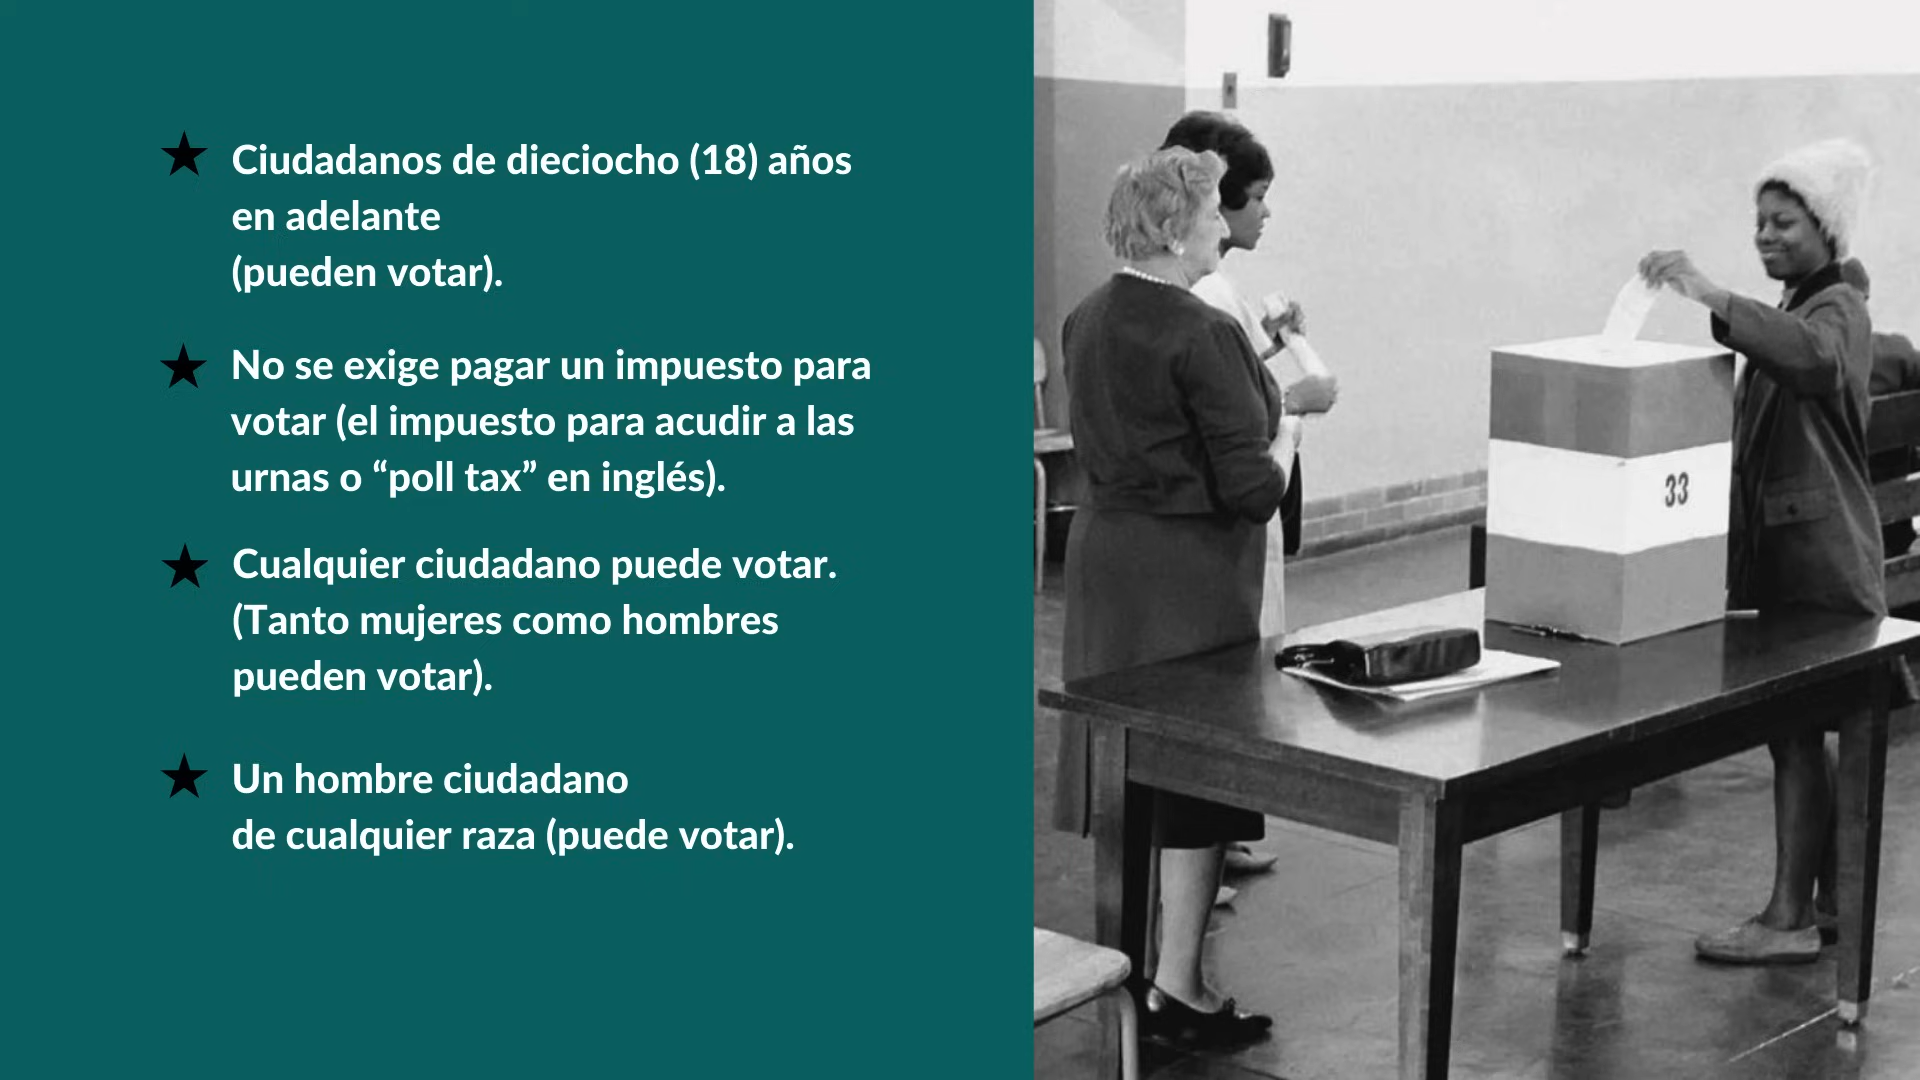 Ciudadanos de dieciocho (18) años
en adelante
(pueden votar).
No se exige pagar un impuesto para
votar (el impuesto para acudir a las
urnas o “poll tax” en inglés).
Cualquier ciudadano puede votar.
(Tanto mujeres como hombres
pueden votar).
Un hombre ciudadano
de cualquier raza (puede votar).
33